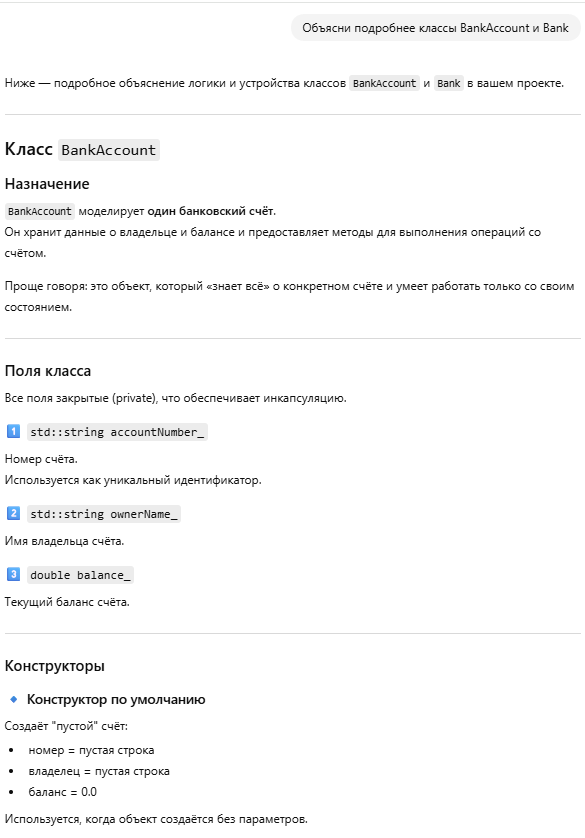 Объясни подробнее классы BankAccount и Bank
Ниже — подробное объяснение логики и устройства классов BankAccount и Bank в вашем проекте.
Класс BankAccount
Назначение
BankAccount моделирует один банковский счёт.
Он хранит данные о владельце и балансе и предоставляет методы для выполнения операций со
счётом.
Проще говоря: это объект, который «знает всё» о конкретном счёте и умеет работать только со своим
состоянием.
Поля класса
Все поля закрытые (private), что обеспечивает инкапсуляцию.
1 std::string accountNumber_
Номер счёта.
Используется как уникальный идентификатор.
2 std::string ownerName_
Имя владельца счёта.
3 double balance_
Текущий баланс счёта.
Конструкторы
🔹 Конструктор по умолчанию
Создаёт "пустой" счёт:
• номер = пустая строка
• владелец = пустая строка
• баланс = 0.0
Используется, когда объект создаётся без параметров.